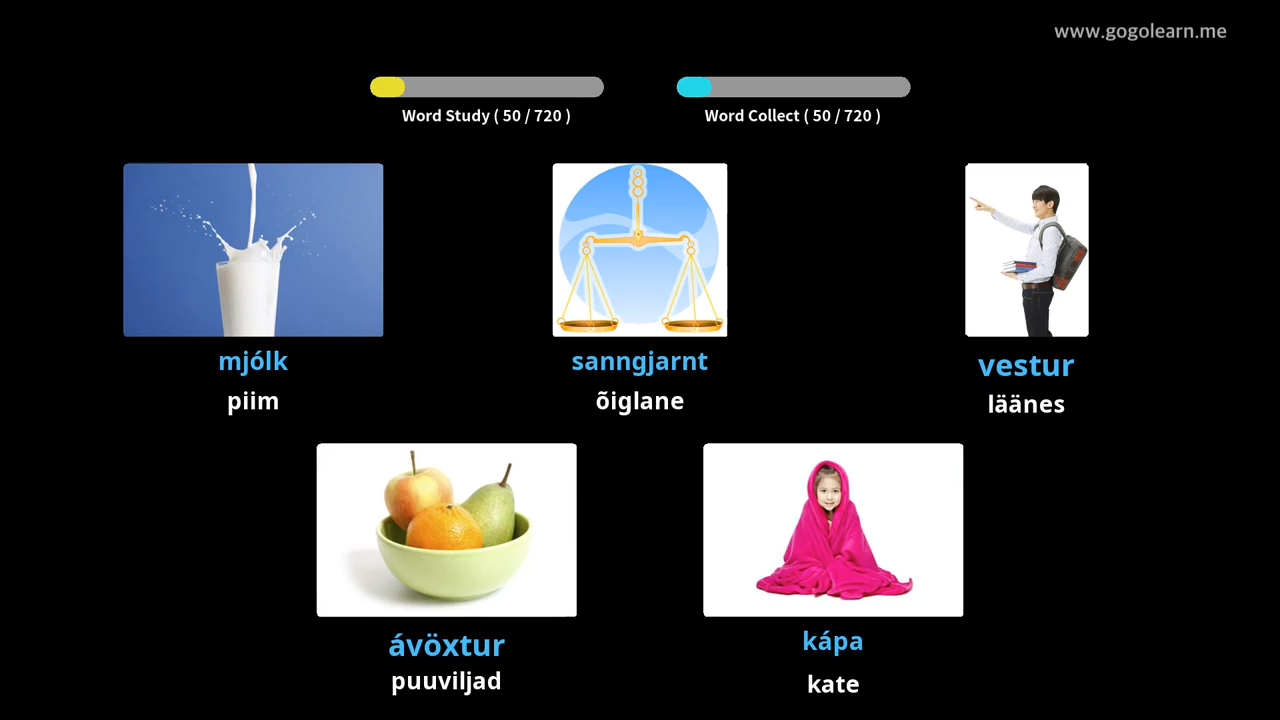 www.gogolearn.me
Word Study ( 50 / 720 )
Word Collect ( 50 / 720 )
mjólk
piim
sanngjarnt
õiglane
vestur
läänes
ávöxtur
puuviljad
kápa
kate